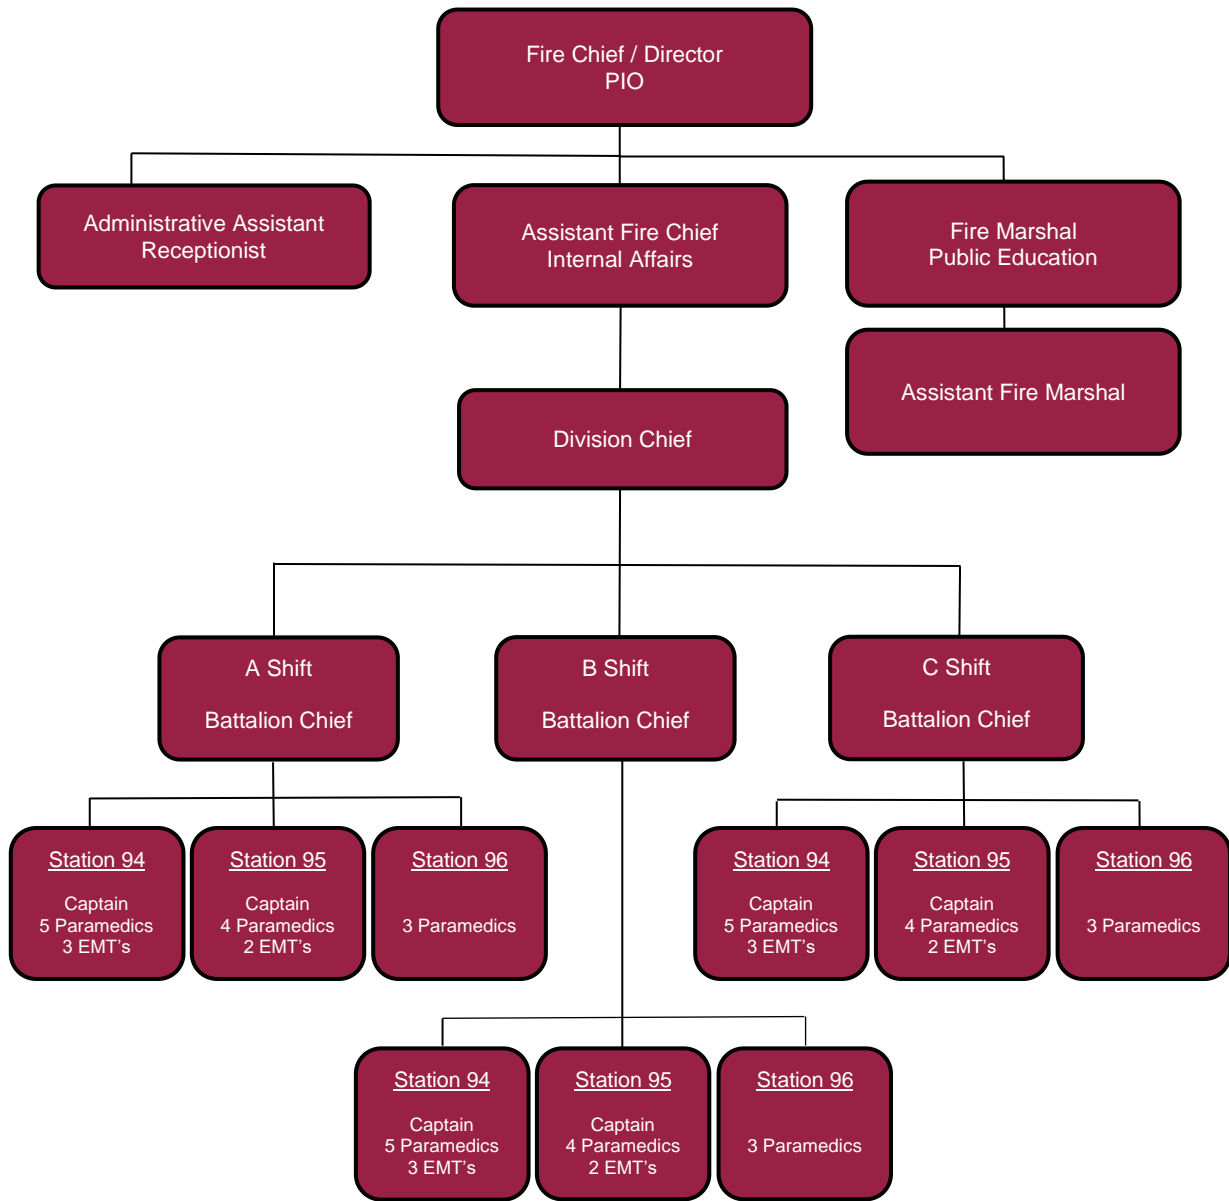 Fire Chief / Director
PIO
Administrative Assistant
Receptionist
Assistant Fire Chief
Internal Affairs
Fire Marshal
Public Education
Assistant Fire Marshal
Division Chief
A Shift
Battalion Chief
B Shift
Battalion Chief
C Shift
Battalion Chief
Station 94
Captain
5 Paramedics
3 EMT’s
Station 95
Captain
4 Paramedics
2 EMT’s
Station 96
3 Paramedics
Station 94
Captain
5 Paramedics
3 EMT’s
Station 95
Captain
4 Paramedics
2 EMT’s
Station 96
3 Paramedics
Station 94
Captain
5 Paramedics
3 EMT’s
Station 95
Captain
4 Paramedics
2 EMT’s
Station 96
3 Paramedics